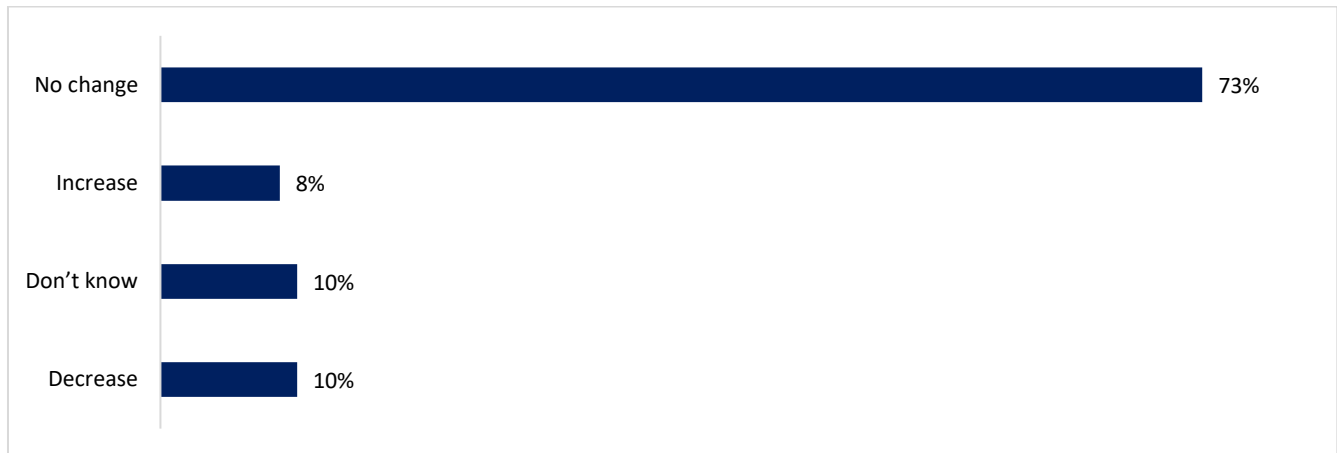 No change 73%
Increase 8%
Don’t know 10%
Decrease 10%